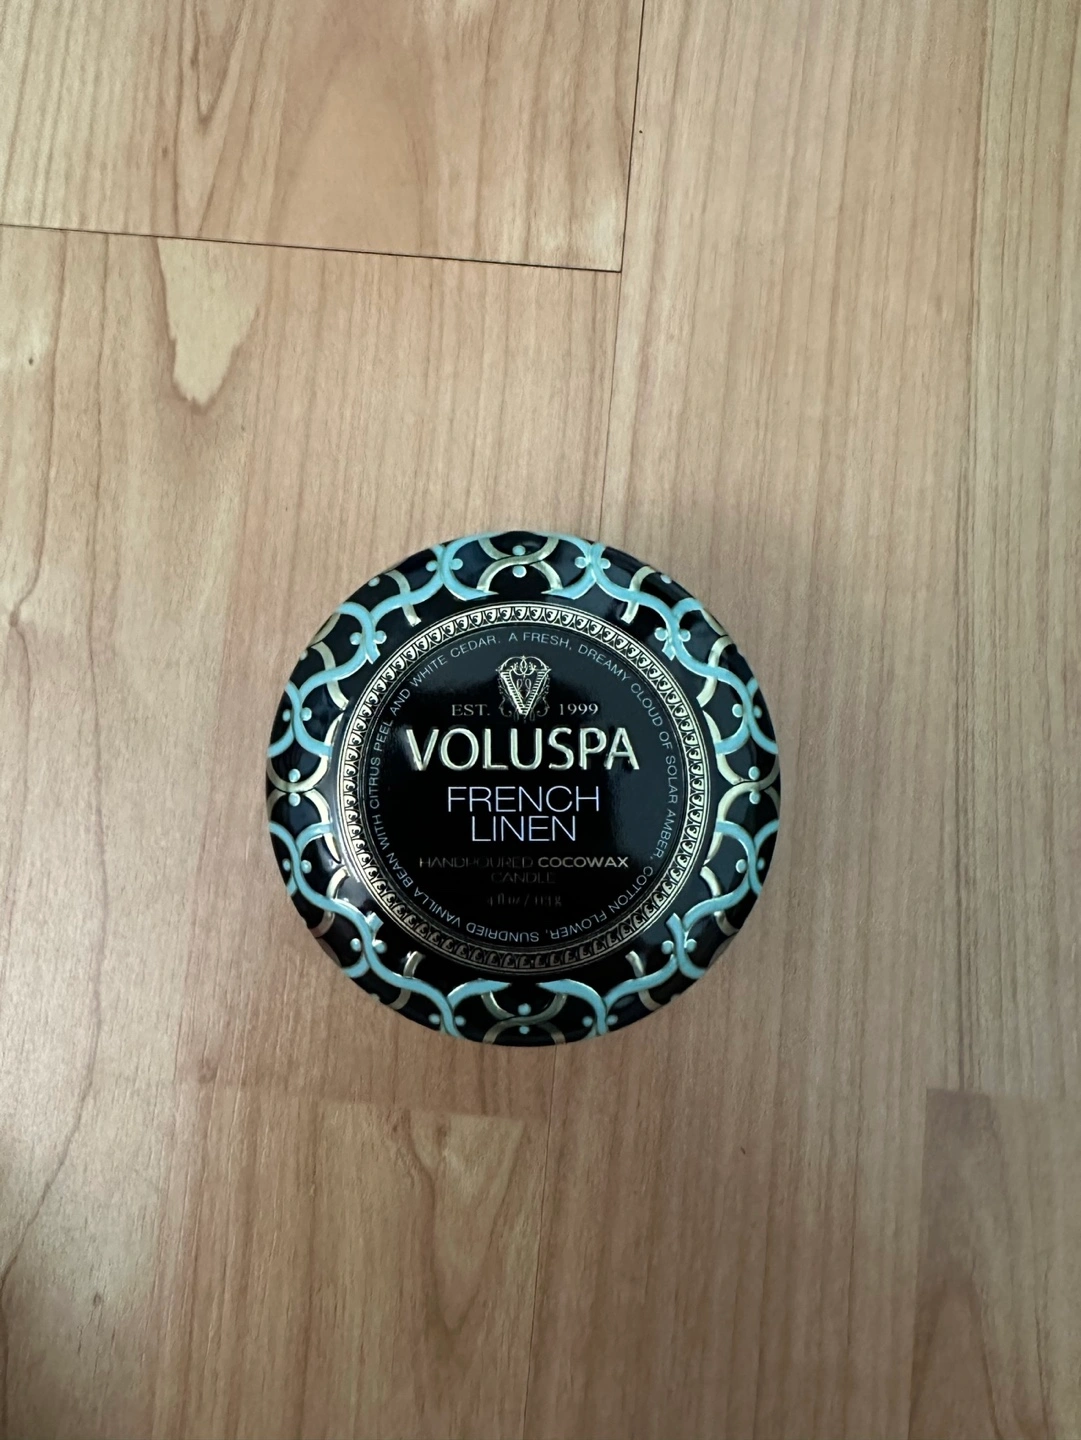 A FRESH, DREAMY CLOUD OF SOLAR AMBER, COTTON FLOWER, SUNDRIED VANILLA BEAN WITH CITRUS PEEL AND WHITE CEDAR.
EST. 1999
VOLUSPA
FRENCH
LINEN
HANDPOURED COCOWAX
CANDLE